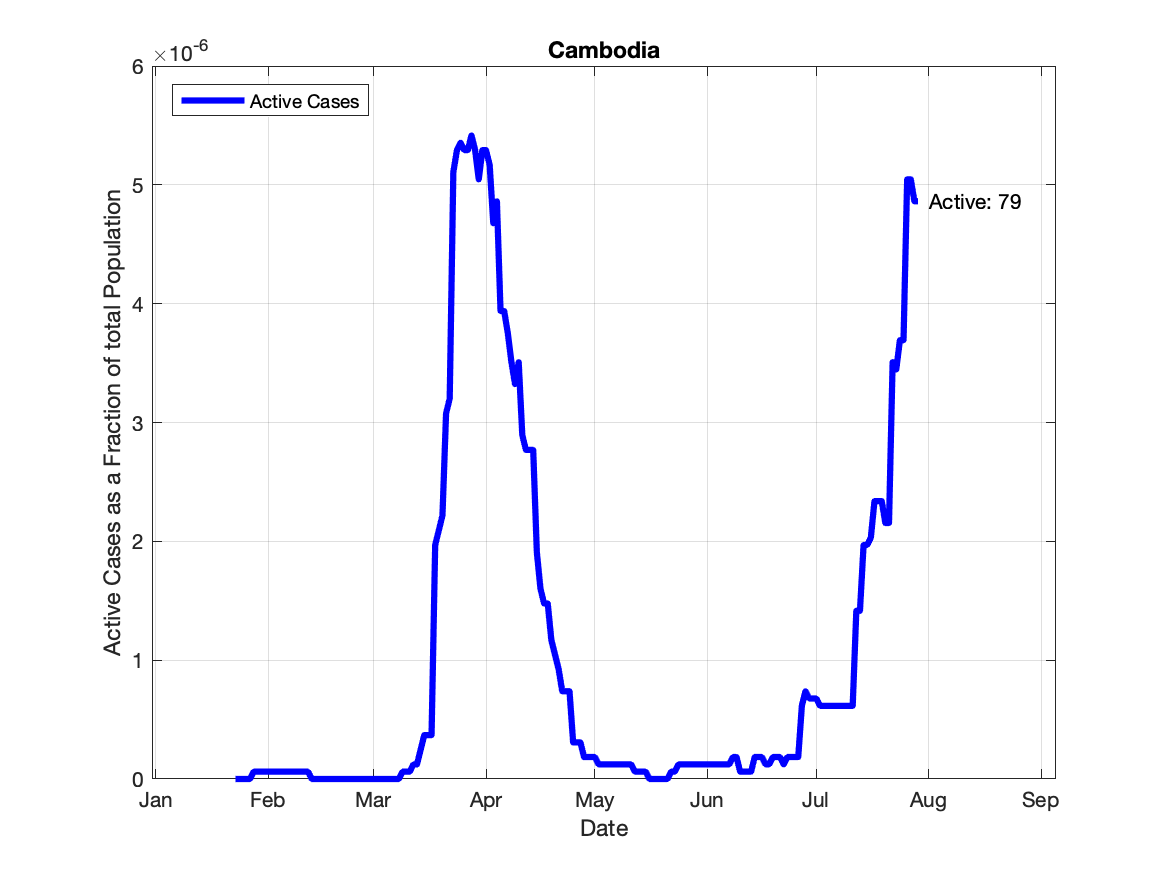 Cambodia
×10-6
6
5
4
3
2
1
0
Active Cases as a Fraction of total Population
Active Cases
Active: 79
Jan Feb Mar Apr May Jun Jul Aug Sep
Date